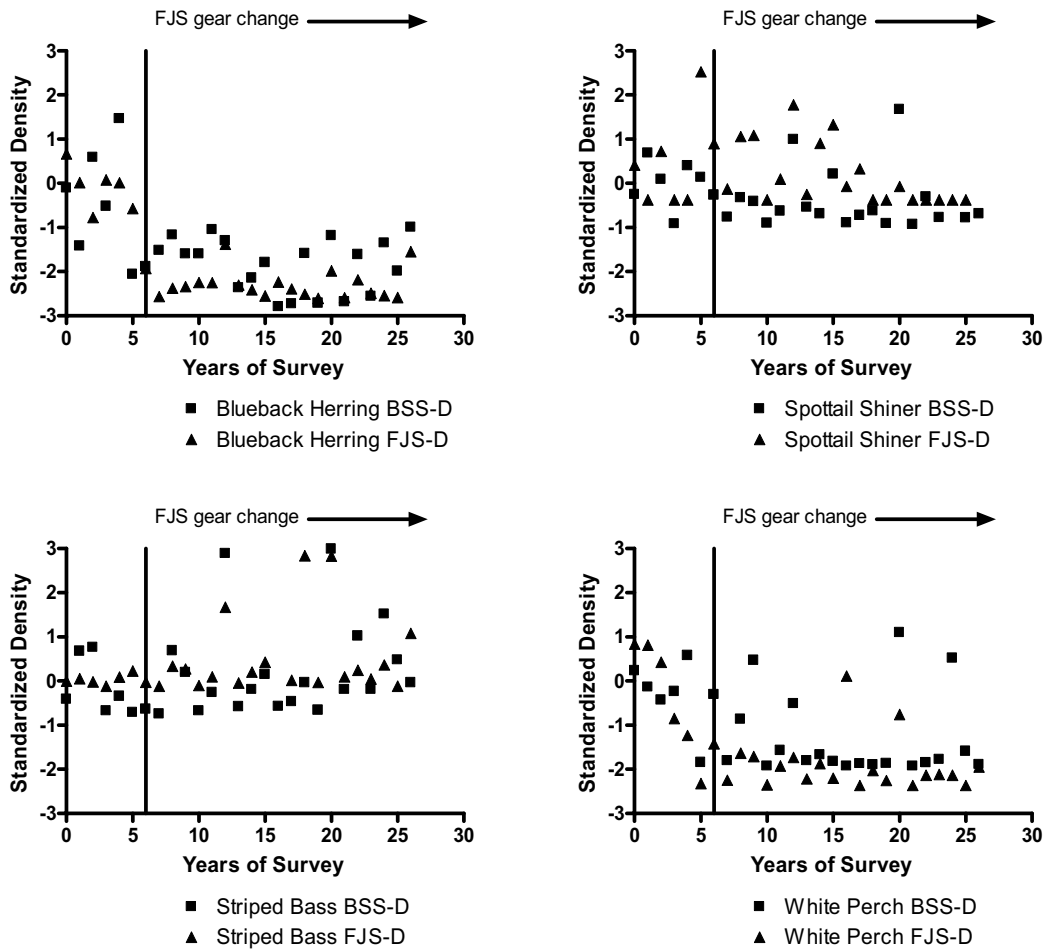 FJS gear change
3
2
1
0
-1
-2
-3
Standardized Density
0 5 10 15 20 25 30
Years of Survey
Blueback Herring BSS-D
Blueback Herring FJS-D
FJS gear change
3
2
1
0
-1
-2
-3
Standardized Density
0 5 10 15 20 25 30
Years of Survey
Spottail Shiner BSS-D
Spottail Shiner FJS-D
FJS gear change
3
2
1
0
-1
-2
-3
Standardized Density
0 5 10 15 20 25 30
Years of Survey
Striped Bass BSS-D
Striped Bass FJS-D
FJS gear change
3
2
1
0
-1
-2
-3
Standardized Density
0 5 10 15 20 25 30
Years of Survey
White Perch BSS-D
White Perch FJS-D